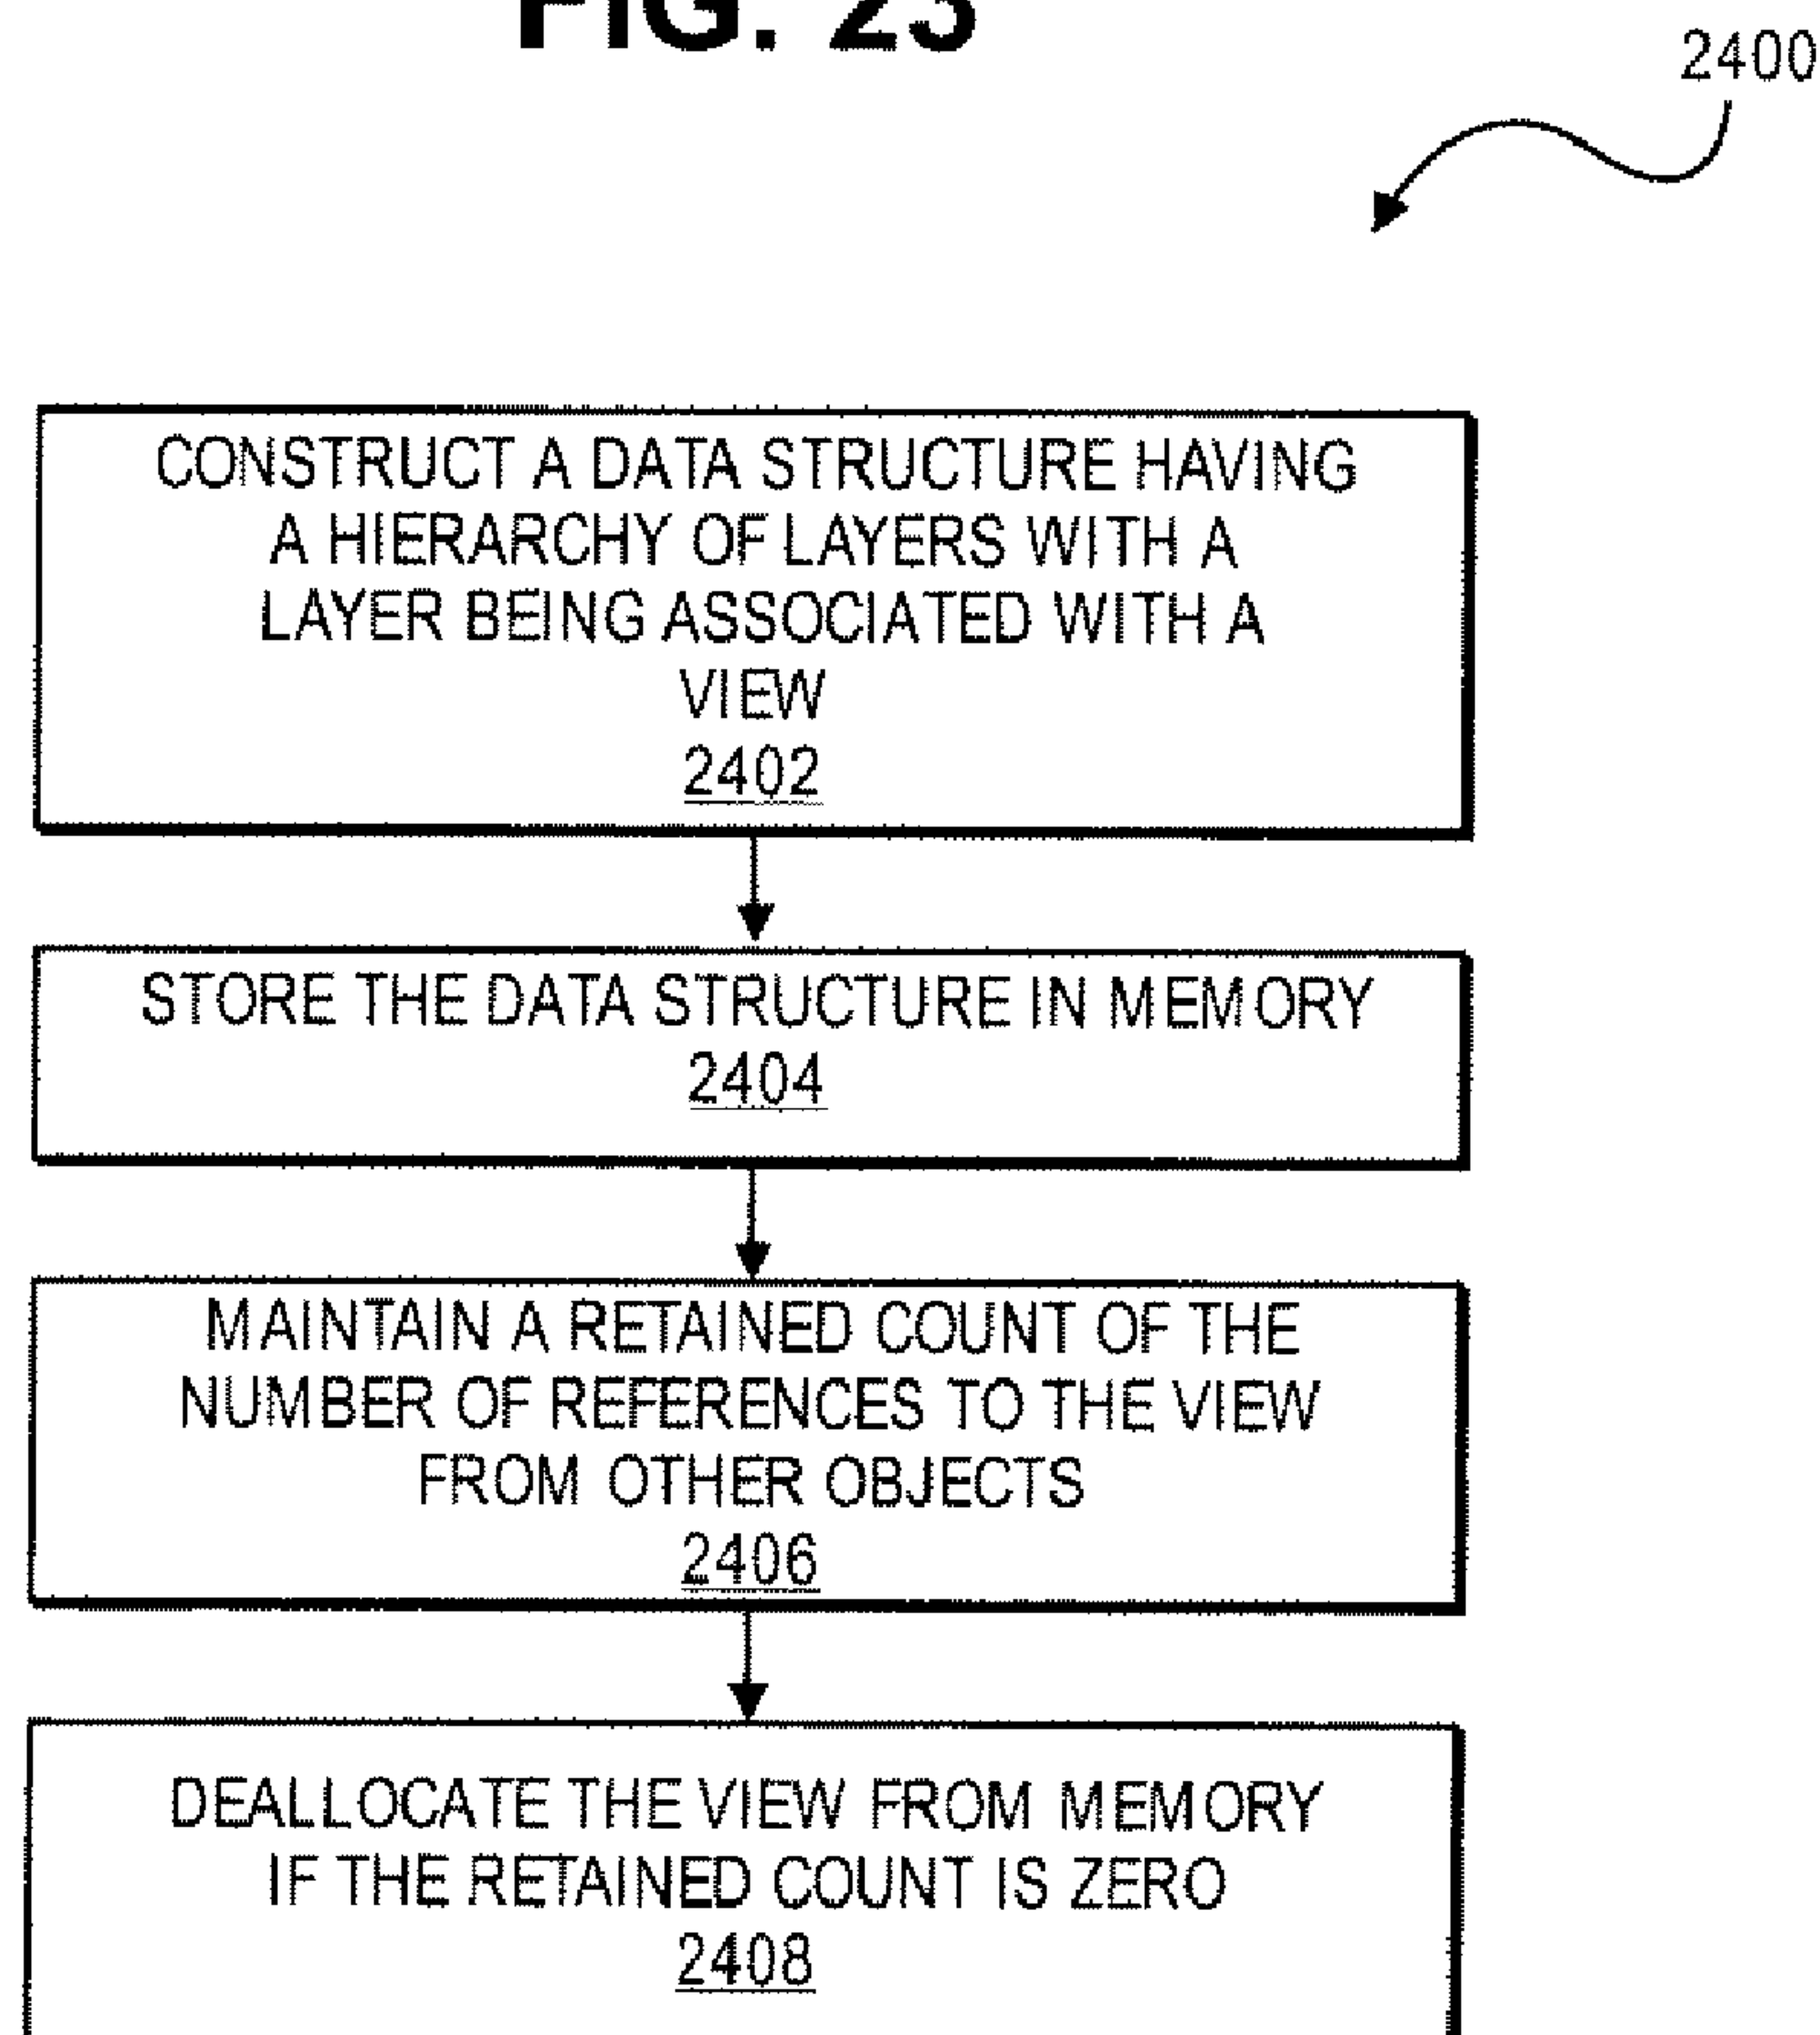 FIG. 23
2400
CONSTRUCT A DATA STRUCTURE HAVING
A HIERARCHY OF LAYERS WITH A
LAYER BEING ASSOCIATED WITH A
VIEW
2402
STORE THE DATA STRUCTURE IN MEMORY
2404
MAINTAIN A RETAINED COUNT OF THE
NUMBER OF REFERENCES TO THE VIEW
FROM OTHER OBJECTS
2406
DEALLOCATE THE VIEW FROM MEMORY
IF THE RETAINED COUNT IS ZERO
2408